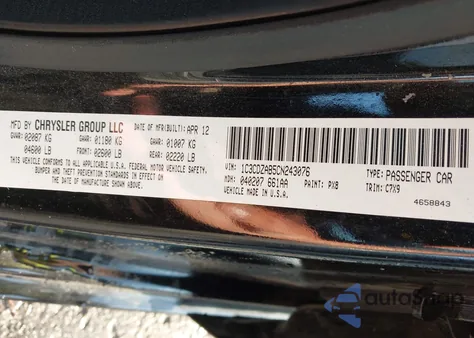 MFD BY CHRYSLER GROUP LLC
DATE OF MFR(BUILT): APR 12
GVWR: 02087 KG
GAWR: 01180 KG
GAWR: 01007 KG
04600 LB
FRONT: 02600 LB
REAR: 02220 LB
THIS VEHICLE CONFORMS TO ALL APPLICABLE U.S.A. FEDERAL MOTOR VEHICLE SAFETY,
BUMPER AND THEFT PREVENTION STANDARDS IN EFFECT ON
THE DATE OF MANUFACTURE SHOWN ABOVE.
VIN: 1C3CDZAB5CN243076
TYPE: PASSENGER CAR
MDH: 040207 661AA
PAINT: PX8
TRIM: C7X9
VEHICLE MADE IN U.S.A.
4658843
autoSnap